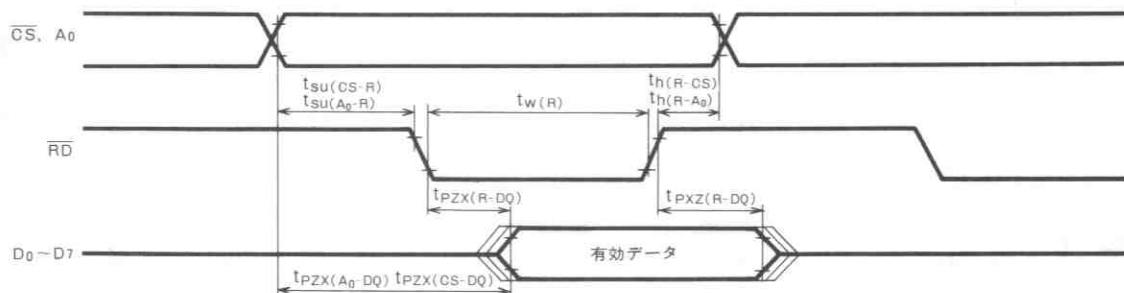 CS, A0
tsu(CS-R)
tsu(A0-R)
tw(R)
th(R-CS)
th(R-A0)
RD
tPZX(R-DQ)
tPXZ(R-DQ)
D0～D7
有効データ
tPZX(A0-DQ) tPZX(CS-DQ)